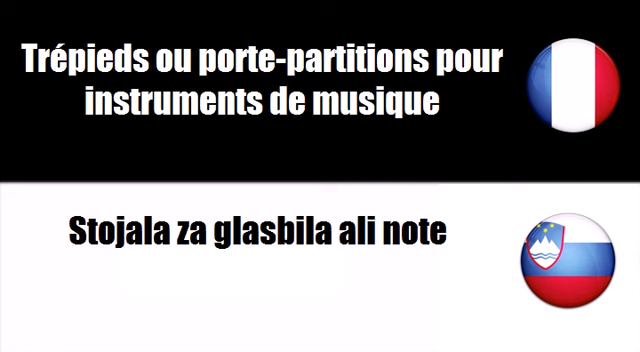 Trépieds ou porte-partitions pour
instruments de musique
Stojala za glasbila ali note